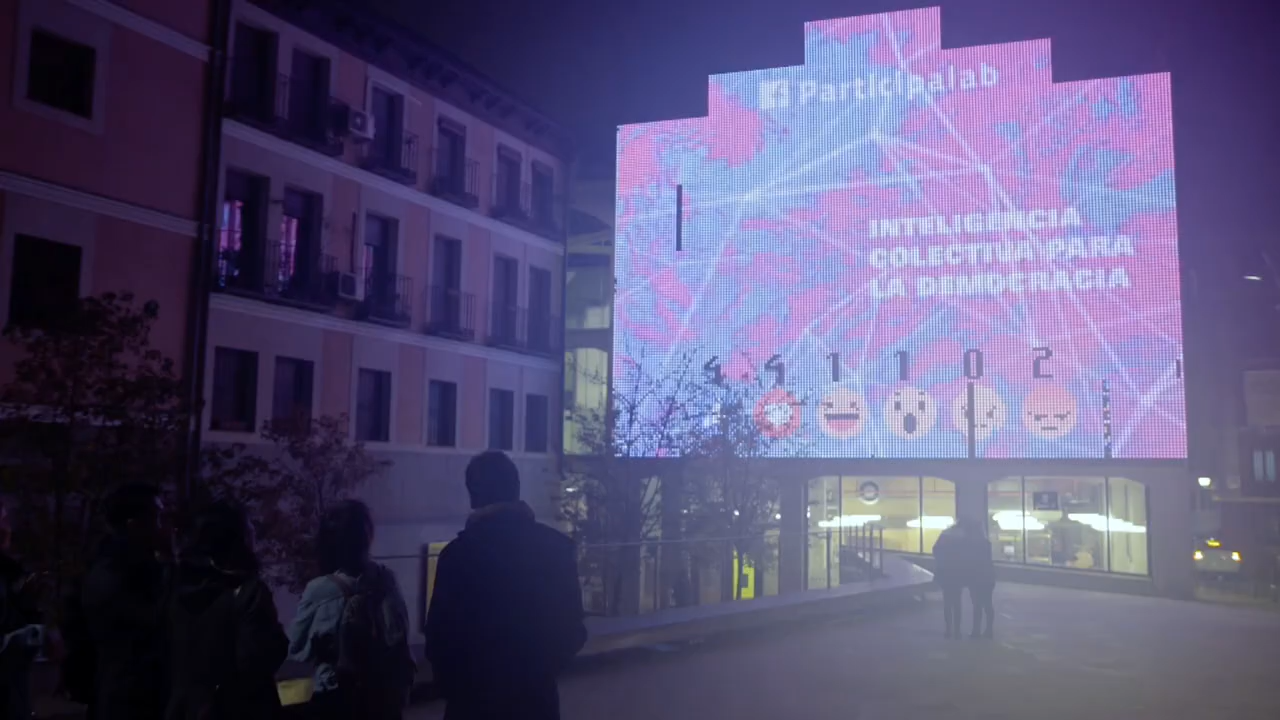 Participalab
INTELIGENCIA
COLECTIVA PARA
LA DEMOCRACIA
4 4 1 1 0 2